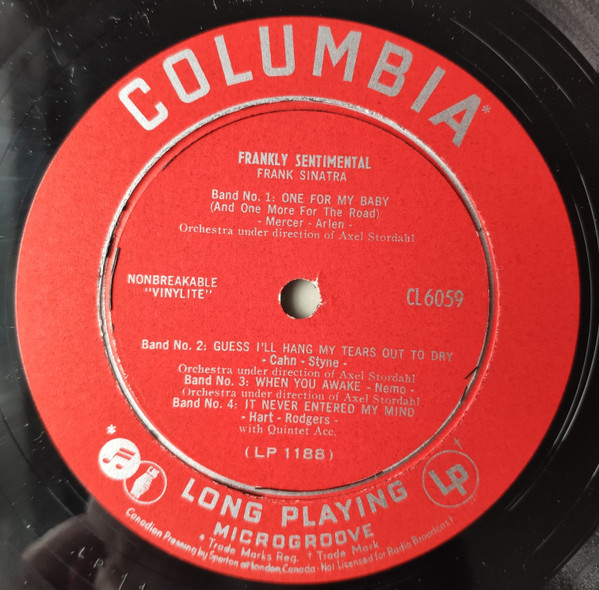 COLUMBIA*
FRANKLY SENTIMENTAL
FRANK SINATRA
Band No. 1: ONE FOR MY BABY
(And One More For The Road)
- Mercer - Arlen -
Orchestra under direction of Axel Stordahl
NONBREAKABLE
"VINYLITE"
CL6059
Band No. 2: GUESS I'LL HANG MY TEARS OUT TO DRY
- Cahn - Styne -
Orchestra under direction of Axel Stordahl
Band No. 3: WHEN YOU AWAKE - Nemo -
Orchestra under direction of Axel Stordahl
Band No. 4: IT NEVER ENTERED MY MIND
- Hart - Rodgers -
with Quintet Acc.
(LP 1188)
*
†
LP
LONG PLAYING
MICROGROOVE
* Trade Marks Reg. † Trade Mark
Canadian Pressing by Sparton of London, Canada - Not Licensed for Radio Broadcast